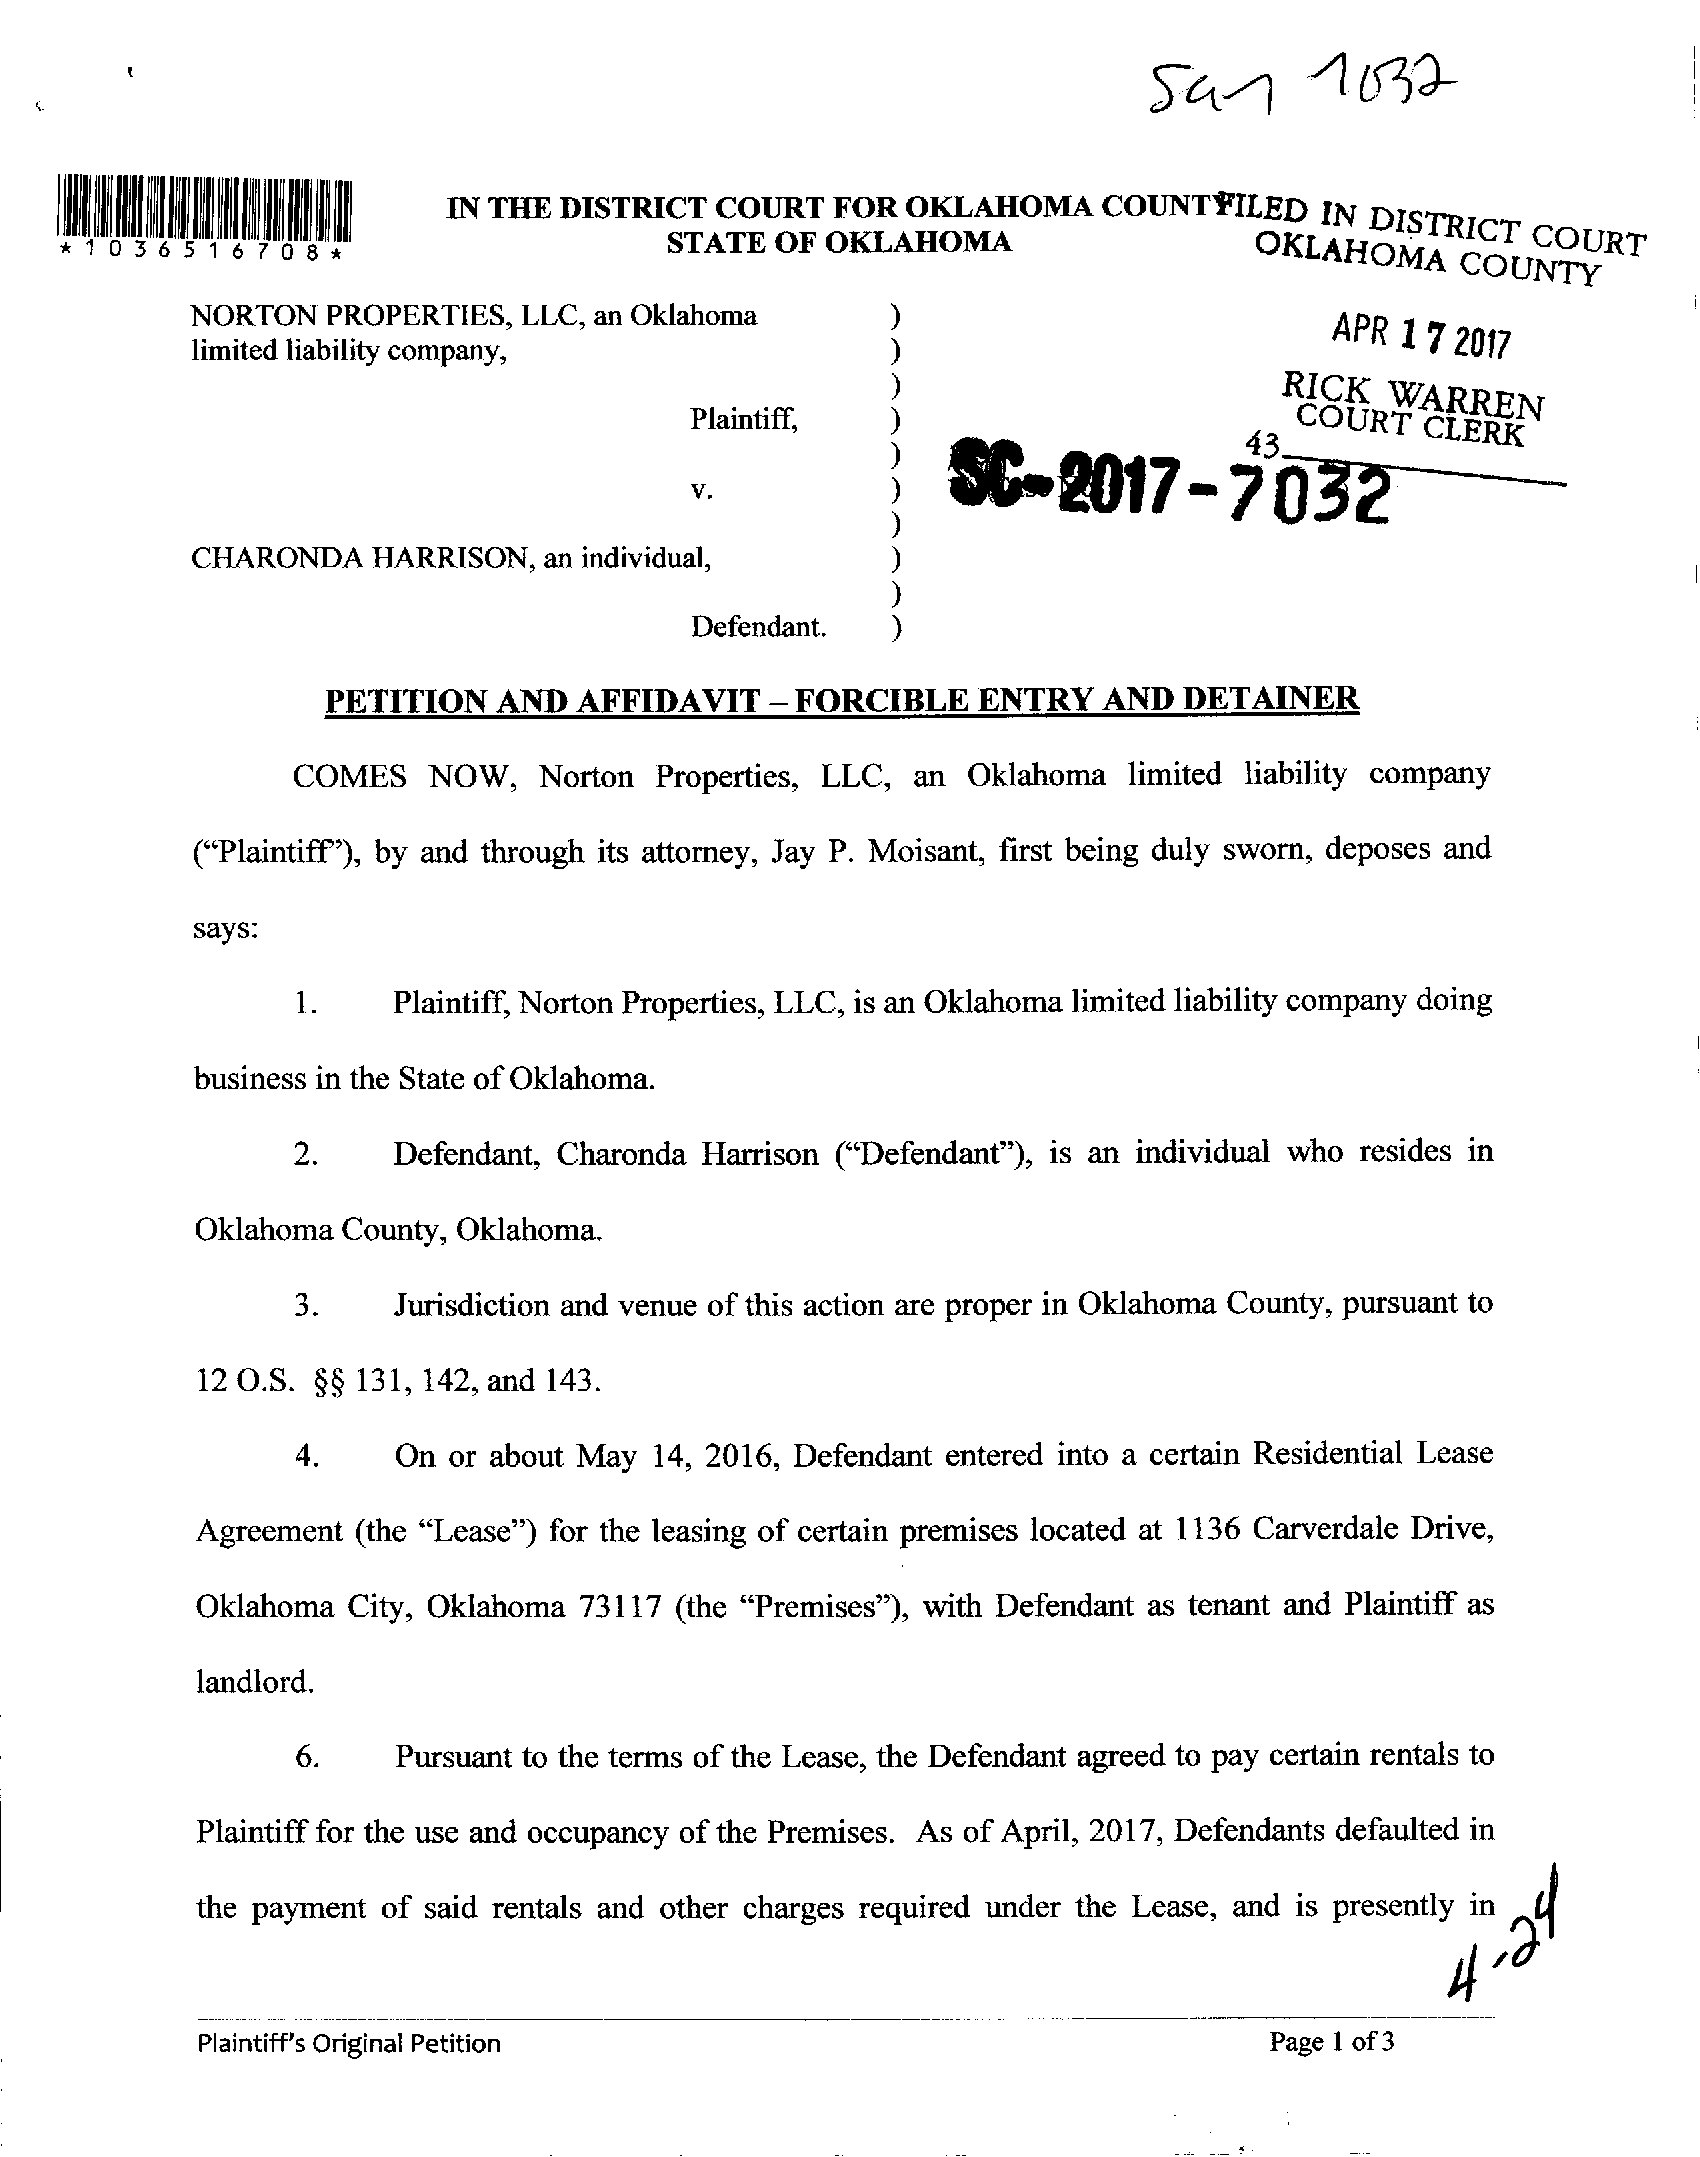 *1036516708*
IN THE DISTRICT COURT FOR OKLAHOMA COUNTY
STATE OF OKLAHOMA
FILED IN DISTRICT COURT
OKLAHOMA COUNTY
APR 17 2017
RICK WARREN
COURT CLERK
43
SC-2017-7032
NORTON PROPERTIES, LLC, an Oklahoma )
limited liability company, )
)
Plaintiff, )
)
v. )
)
CHARONDA HARRISON, an individual, )
)
Defendant. )
PETITION AND AFFIDAVIT – FORCIBLE ENTRY AND DETAINER
COMES NOW, Norton Properties, LLC, an Oklahoma limited liability company
("Plaintiff"), by and through its attorney, Jay P. Moisant, first being duly sworn, deposes and
says:
1. Plaintiff, Norton Properties, LLC, is an Oklahoma limited liability company doing
business in the State of Oklahoma.
2. Defendant, Charonda Harrison ("Defendant"), is an individual who resides in
Oklahoma County, Oklahoma.
3. Jurisdiction and venue of this action are proper in Oklahoma County, pursuant to
12 O.S. §§ 131, 142, and 143.
4. On or about May 14, 2016, Defendant entered into a certain Residential Lease
Agreement (the "Lease") for the leasing of certain premises located at 1136 Carverdale Drive,
Oklahoma City, Oklahoma 73117 (the "Premises"), with Defendant as tenant and Plaintiff as
landlord.
6. Pursuant to the terms of the Lease, the Defendant agreed to pay certain rentals to
Plaintiff for the use and occupancy of the Premises. As of April, 2017, Defendants defaulted in
the payment of said rentals and other charges required under the Lease, and is presently in
4-24
Plaintiff's Original Petition
Page 1 of 3